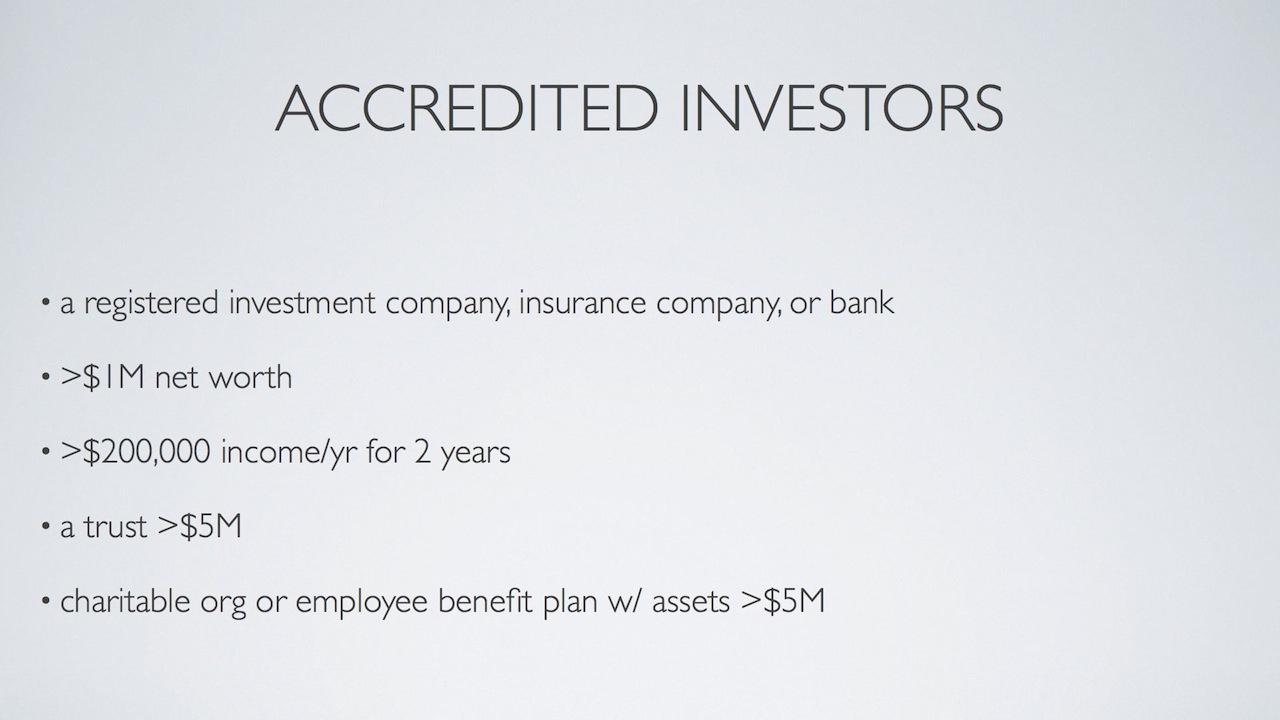 ACCREDITED INVESTORS
• a registered investment company, insurance company, or bank
• >$1M net worth
• >$200,000 income/yr for 2 years
• a trust >$5M
• charitable org or employee benefit plan w/ assets >$5M